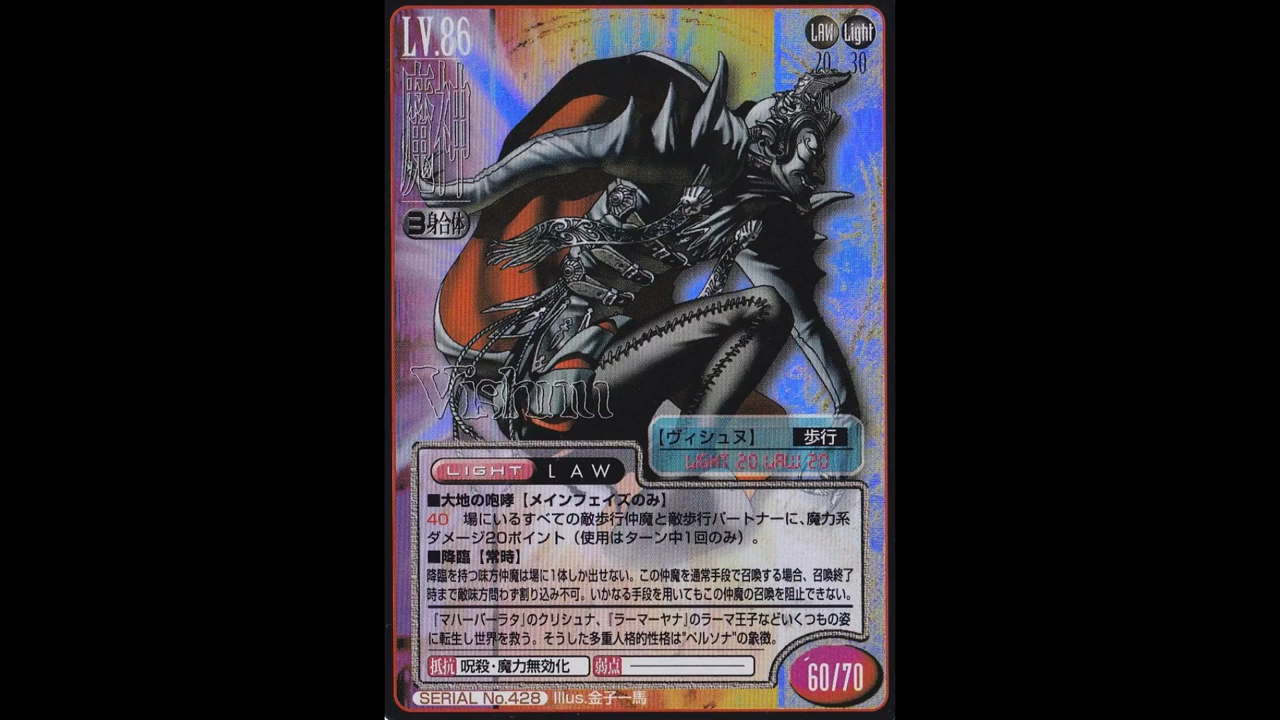 LV.86
LAW Light
20 30
30
魔神
3身合体
Vishnu
【ヴィシュヌ】 歩行
LIGHT 20 LAW 20
LIGHT LAW
■大地の咆哮【メインフェイズのみ】
40 場にいるすべての敵歩行仲魔と敵歩行パートナーに、魔力系
ダメージ20ポイント（使用はターン中1回のみ）。
■降臨【常時】
降臨を持つ味方仲魔は場に1体しか出せない。この仲魔を通常手段で召喚する場合、召喚終了
時まで敵味方問わず割り込み不可。いかなる手段を用いてもこの仲魔の召喚を阻止できない。
「マハーバーラタ」のクリシュナ、「ラーマーヤナ」のラーマ王子などいくつもの姿
に転生し世界を救う。そうした多重人格的性格は"ペルソナ"の象徴。
抵抗 呪殺・魔力無効化 弱点
60/70
SERIAL No.428 Illus.金子一馬